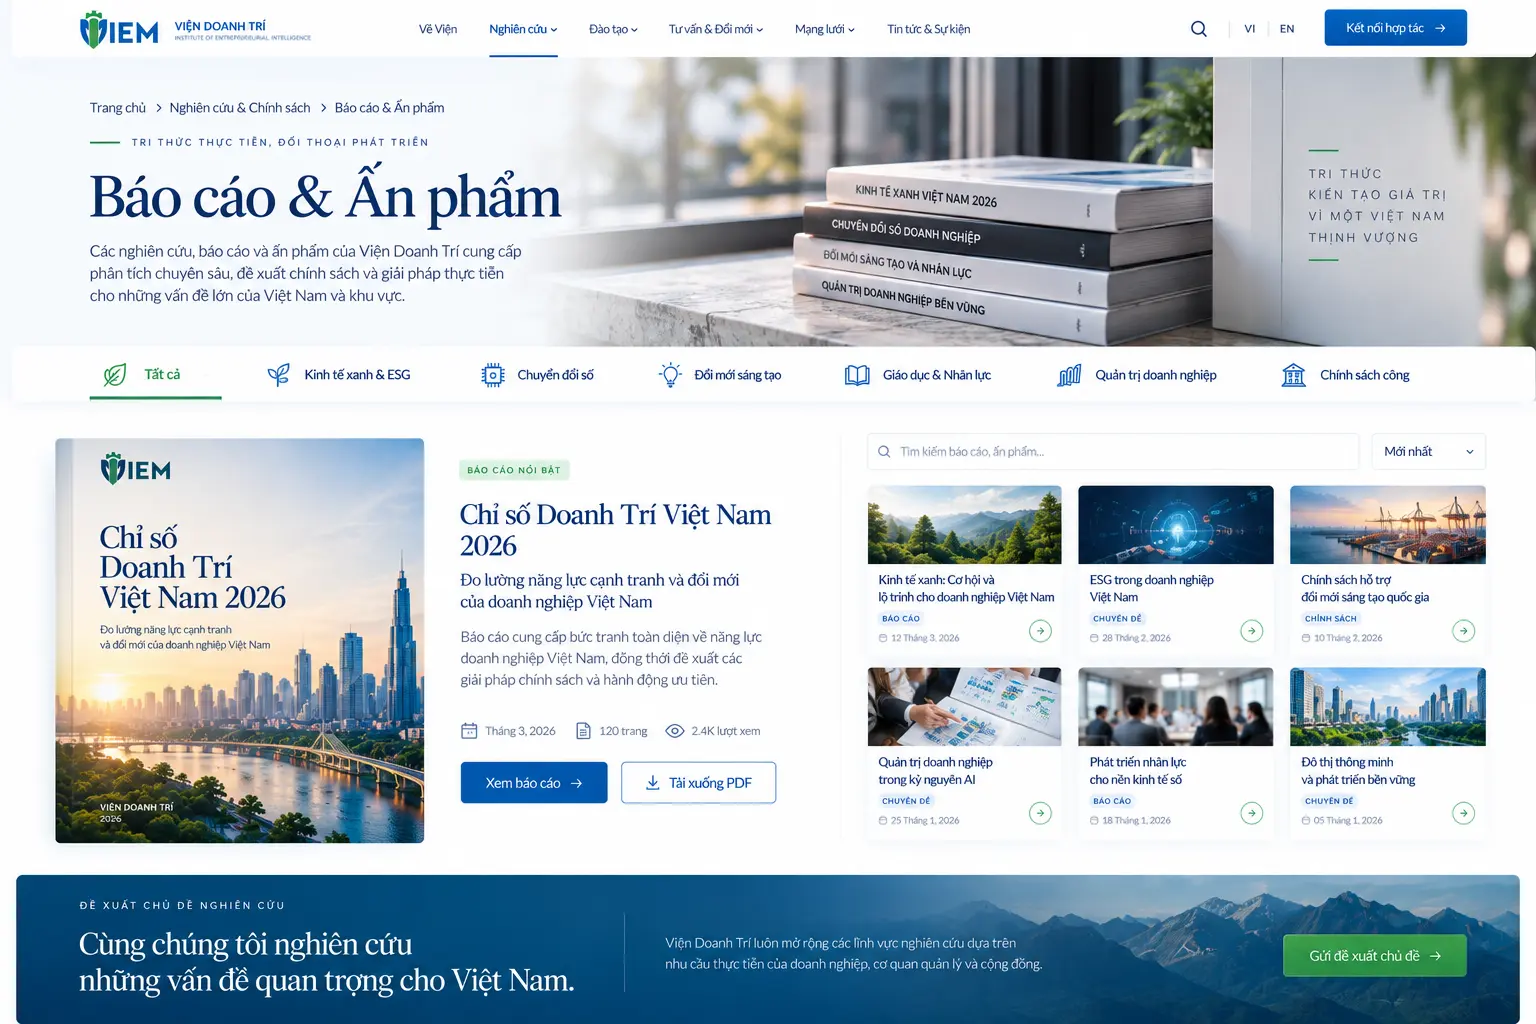 VIEM
VIỆN DOANH TRÍ
INSTITUTE OF ENTREPRENEURIAL INTELLIGENCE
Về Viện
Nghiên cứu
Đào tạo
Tư vấn & Đổi mới
Mạng lưới
Tin tức & Sự kiện
VI
EN
Kết nối hợp tác →
Trang chủ > Nghiên cứu & Chính sách > Báo cáo & Ấn phẩm
TRI THỨC THỰC TIỄN, ĐỐI THOẠI PHÁT TRIỂN
Báo cáo & Ấn phẩm
Các nghiên cứu, báo cáo và ấn phẩm của Viện Doanh Trí cung cấp
phân tích chuyên sâu, đề xuất chính sách và giải pháp thực tiễn
cho những vấn đề lớn của Việt Nam và khu vực.
KINH TẾ XANH VIỆT NAM 2026
CHUYỂN ĐỔI SỐ DOANH NGHIỆP
ĐỔI MỚI SÁNG TẠO VÀ NHÂN LỰC
QUẢN TRỊ DOANH NGHIỆP BỀN VỮNG
TRI THỨC
KIẾN TẠO GIÁ TRỊ
VÌ MỘT VIỆT NAM
THỊNH VƯỢNG
Tất cả
Kinh tế xanh & ESG
Chuyển đổi số
Đổi mới sáng tạo
Giáo dục & Nhân lực
Quản trị doanh nghiệp
Chính sách công
VIEM
Chỉ số
Doanh Trí
Việt Nam 2026
Đo lường năng lực cạnh tranh
và đổi mới của doanh nghiệp Việt Nam
VIỆN DOANH TRÍ
2026
BÁO CÁO NỔI BẬT
Chỉ số Doanh Trí Việt Nam
2026
Đo lường năng lực cạnh tranh và đổi mới
của doanh nghiệp Việt Nam
Báo cáo cung cấp bức tranh toàn diện về năng lực
doanh nghiệp Việt Nam, đồng thời đề xuất các
giải pháp chính sách và hành động ưu tiên.
Tháng 3, 2026
120 trang
2.4K lượt xem
Xem báo cáo →
Tải xuống PDF
Tìm kiếm báo cáo, ấn phẩm...
Mới nhất
Kinh tế xanh: Cơ hội và
lộ trình cho doanh nghiệp Việt Nam
BÁO CÁO
12 Tháng 3, 2026
ESG trong doanh nghiệp
Việt Nam
CHUYÊN ĐỀ
28 Tháng 2, 2026
Chính sách hỗ trợ
đổi mới sáng tạo quốc gia
CHÍNH SÁCH
10 Tháng 2, 2026
Quản trị doanh nghiệp
trong kỷ nguyên AI
CHUYÊN ĐỀ
25 Tháng 1, 2026
Phát triển nhân lực
cho nền kinh tế số
BÁO CÁO
18 Tháng 1, 2026
Đô thị thông minh
và phát triển bền vững
CHUYÊN ĐỀ
05 Tháng 1, 2026
ĐỀ XUẤT CHỦ ĐỀ NGHIÊN CỨU
Cùng chúng tôi nghiên cứu
những vấn đề quan trọng cho Việt Nam.
Viện Doanh Trí luôn mở rộng các lĩnh vực nghiên cứu dựa trên
nhu cầu thực tiễn của doanh nghiệp, cơ quan quản lý và cộng đồng.
Gửi đề xuất chủ đề →